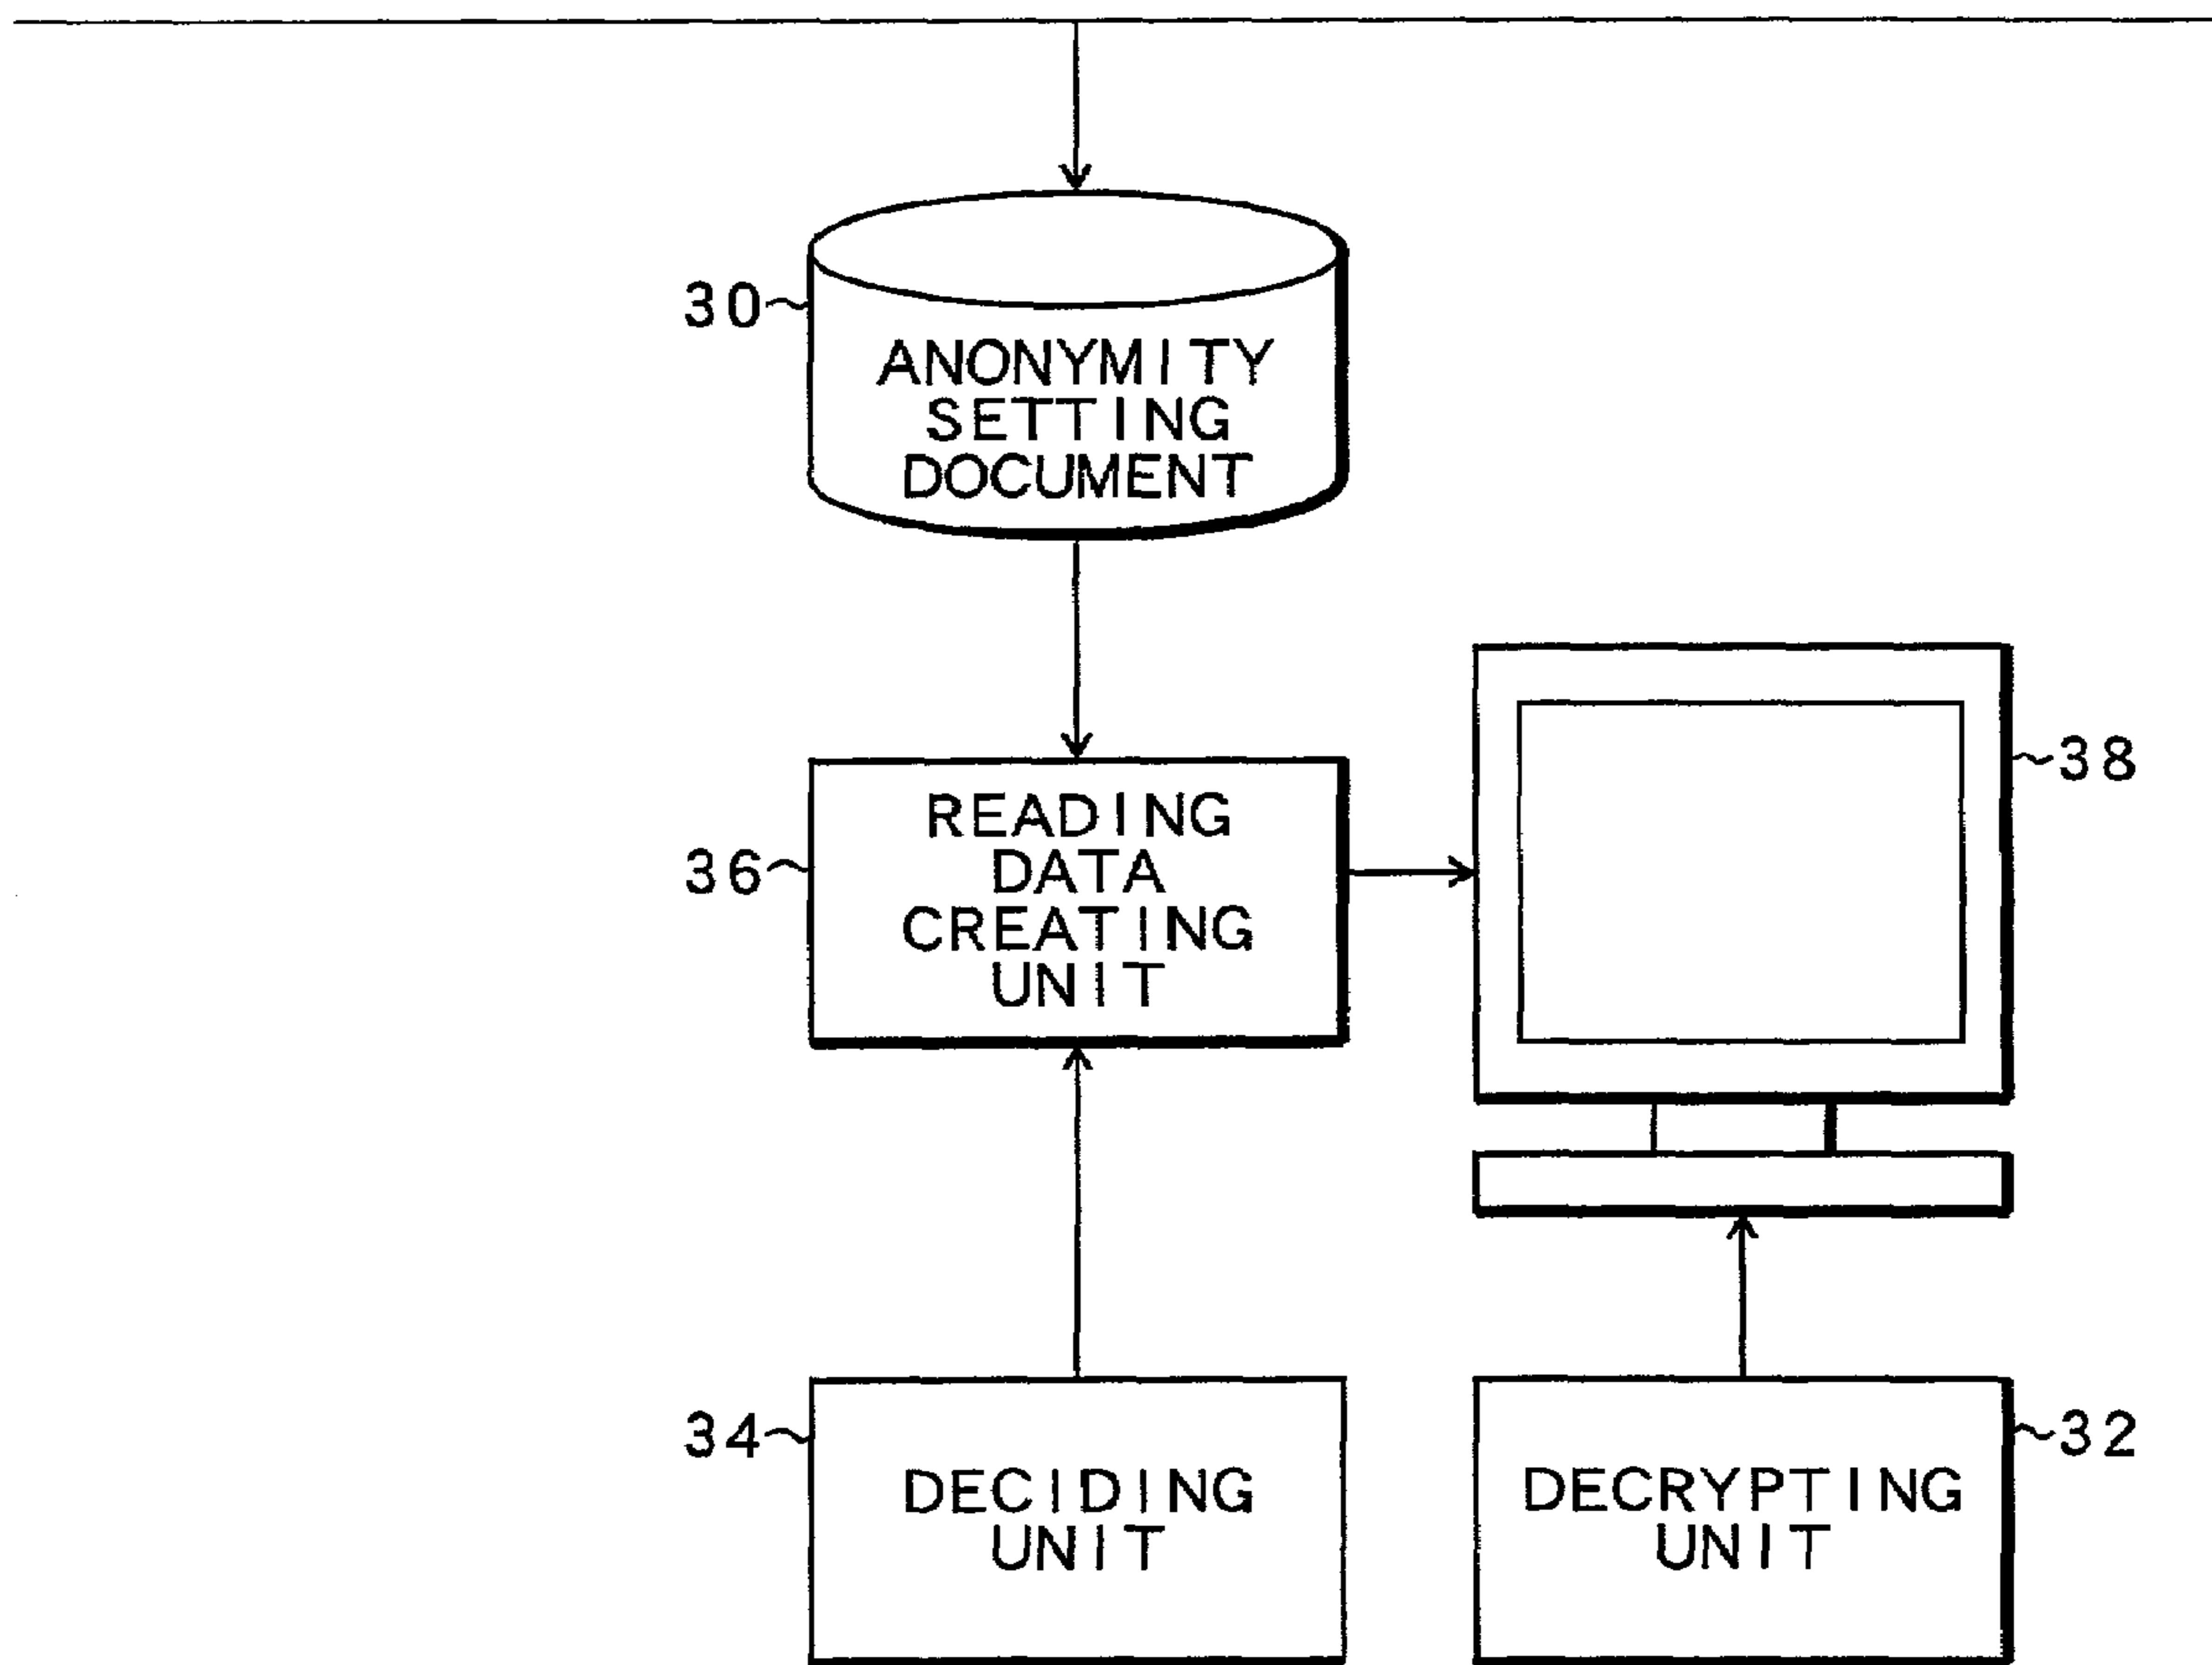 30
ANONYMITY
SETTING
DOCUMENT
36
READING
DATA
CREATING
UNIT
38
34
DECIDING
UNIT
32
DECRYPTING
UNIT